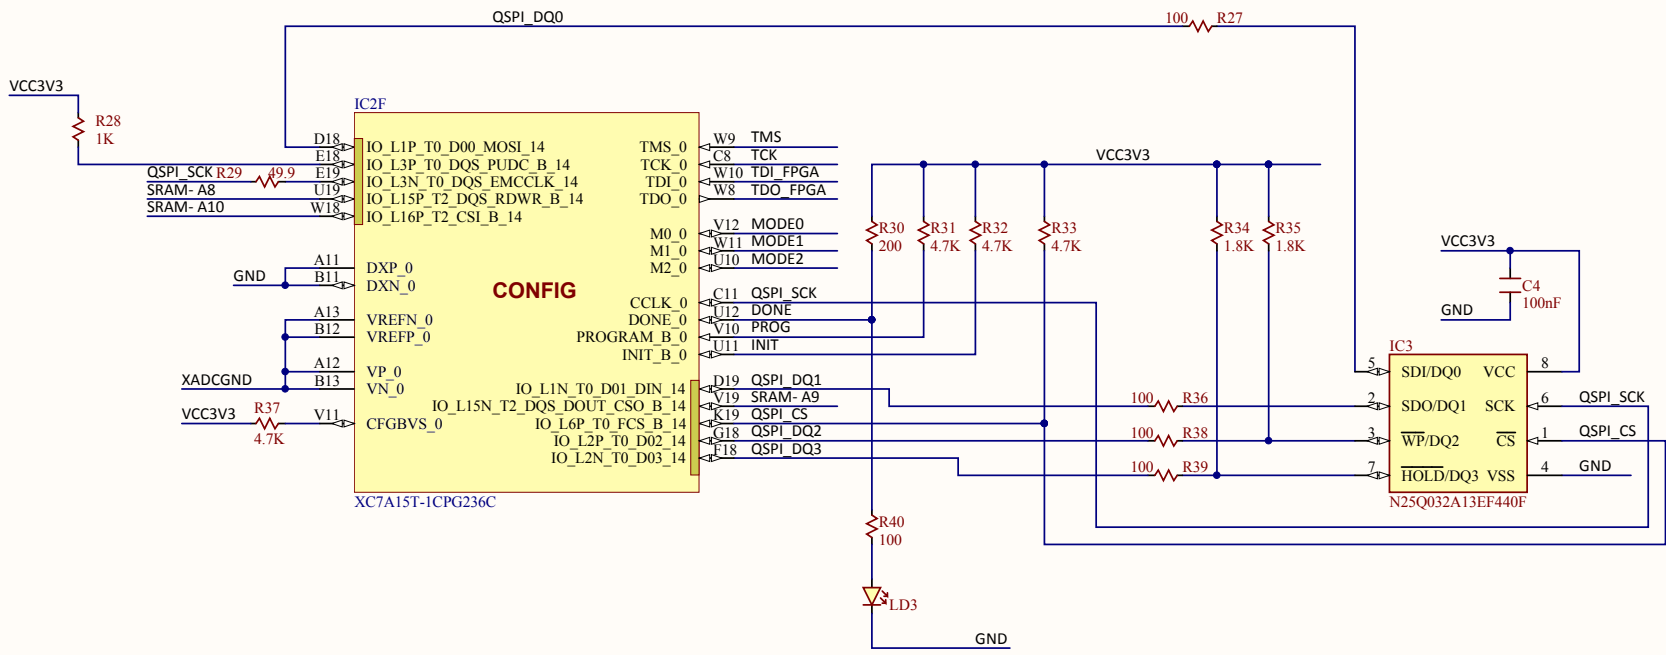 QSPI_DQ0
100 R27
VCC3V3
R28
1K
IC2F
D18 IO_L1P_T0_D00_MOSI_14
E18 IO_L3P_T0_DQS_PUDC_B_14
QSPI_SCK R29 49.9 E19 IO_L3N_T0_DQS_EMCCLK_14
SRAM- A8 U19 IO_L15P_T2_DQS_RDWR_B_14
SRAM- A10 W18 IO_L16P_T2_CSI_B_14
A11 DXP_0
GND B11 DXN_0
A13 VREFN_0
B12 VREFP_0
A12 VP_0
XADCGND B13 VN_0
VCC3V3 R37 4.7K V11 CFGBVS_0
CONFIG
TMS_0 W9 TMS
TCK_0 C8 TCK
TDI_0 W10 TDI_FPGA
TDO_0 W8 TDO_FPGA
M0_0 V12 MODE0
M1_0 W11 MODE1
M2_0 U10 MODE2
CCLK_0 C11 QSPI_SCK
DONE_0 U12 DONE
PROGRAM_B_0 V10 PROG
INIT_B_0 U11 INIT
IO_L1N_T0_D01_DIN_14 D19 QSPI_DQ1
IO_L15N_T2_DQS_DOUT_CSO_B_14 V19 SRAM- A9
IO_L6P_T0_FCS_B_14 K19 QSPI_CS
IO_L2P_T0_D02_14 G18 QSPI_DQ2
IO_L2N_T0_D03_14 F18 QSPI_DQ3
XC7A15T-1CPG236C
VCC3V3
R30 R31 R32 R33 R34 R35
200 4.7K 4.7K 4.7K 1.8K 1.8K
100 R36
100 R38
100 R39
R40
100
LD3
GND
VCC3V3
C4
100nF
GND
IC3
5 SDI/DQ0 VCC 8
2 SDO/DQ1 SCK 6 QSPI_SCK
3 WP/DQ2 CS 1 QSPI_CS
7 HOLD/DQ3 VSS 4 GND
N25Q032A13EF440F